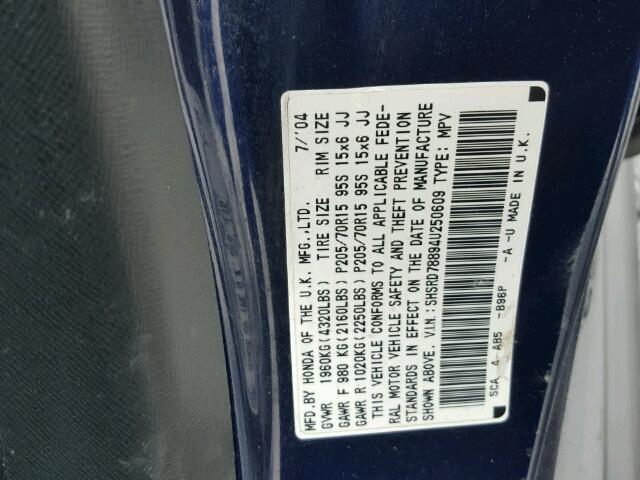 MFD.BY HONDA OF THE U.K. MFG.,LTD. 7/'04
GVWR 1960KG(4320LBS) TIRE SIZE RIM SIZE
GAWR F 980 KG(2160LBS) P205/70R15 95S 15x6 JJ
GAWR R 1020KG(2250LBS) P205/70R15 95S 15x6 JJ
THIS VEHICLE CONFORMS TO ALL APPLICABLE FEDE-
RAL MOTOR VEHICLE SAFETY AND THEFT PREVENTION
STANDARDS IN EFFECT ON THE DATE OF MANUFACTURE
SHOWN ABOVE. V.I.N.:SHSRD78894U250609 TYPE: MPV
SCA 4 AB5 -B96P -A -U MADE IN U.K.